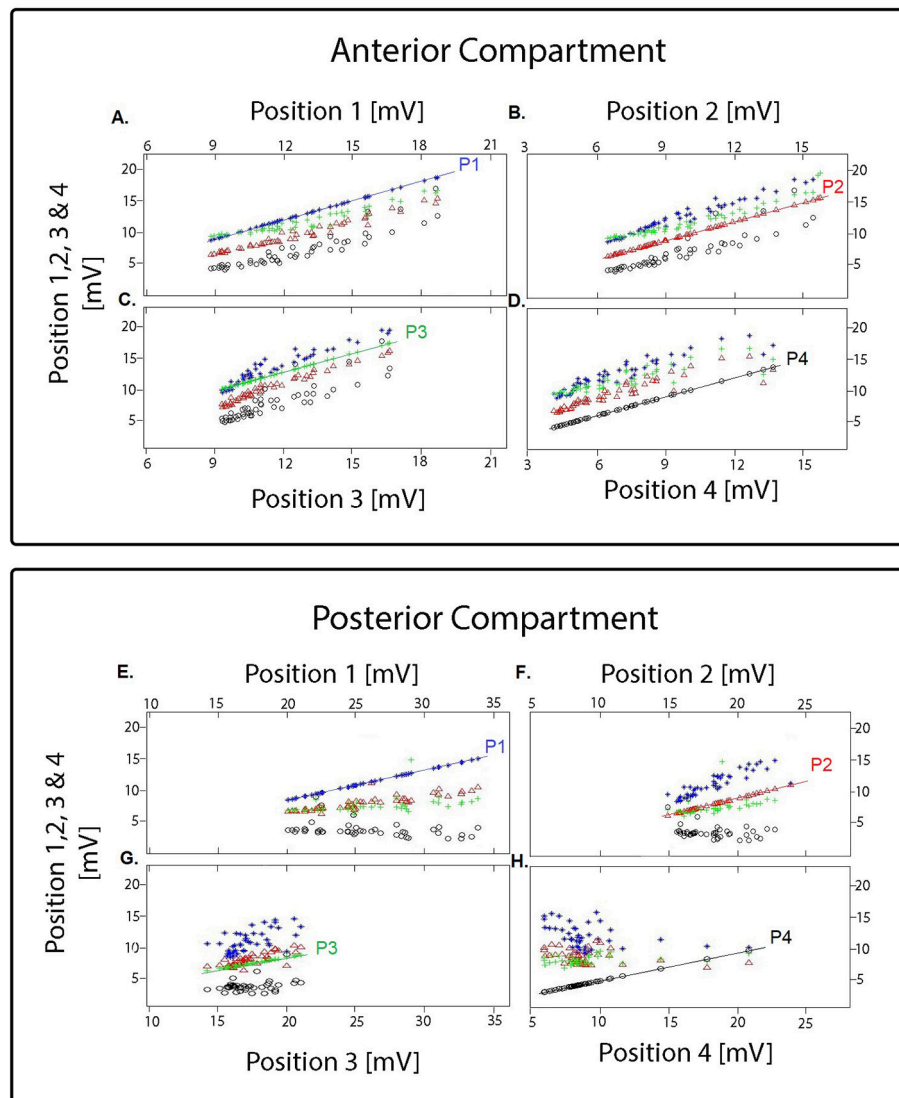 Anterior Compartment
A.
Position 1 [mV]
B.
Position 2 [mV]
6 9 12 15 18 21
3 6 9 12 15
Position 1,2, 3 & 4
[mV]
20
15
10
5
P1
P2
20
15
10
5
C.
D.
20
15
10
5
P3
P4
20
15
10
5
6 9 12 15 18 21
3 6 9 12 15
Position 3 [mV]
Position 4 [mV]
Posterior Compartment
E.
Position 1 [mV]
F.
Position 2 [mV]
10 15 20 25 30 35
5 10 15 20 25
Position 1,2, 3 & 4
[mV]
20
15
10
5
P1
P2
20
15
10
5
G.
H.
20
15
10
5
P3
P4
20
15
10
5
10 15 20 25 30 35
5 10 15 20 25
Position 3 [mV]
Position 4 [mV]